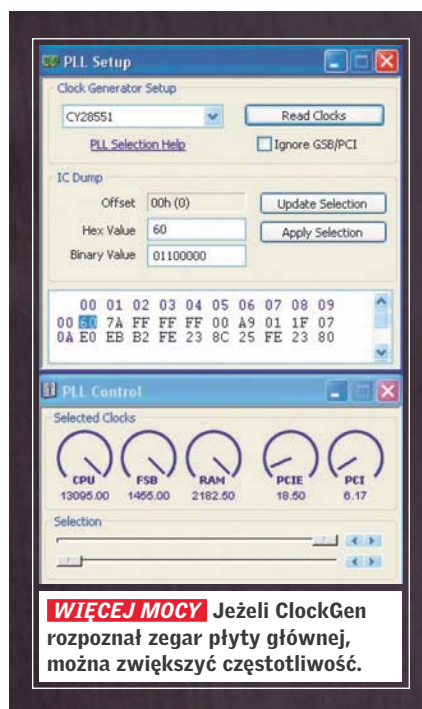 PLL Setup
Clock Generator Setup
CY28551
Read Clocks
PLL Selection Help
Ignore GSB/PCI
IC Dump
Offset 00h (0)
Update Selection
Hex Value 60
Apply Selection
Binary Value 01100000
00 01 02 03 04 05 06 07 08 09
00 60 7A FF FF FF 00 A9 01 1F 07
0A E0 EB B2 FE 23 8C 25 FE 23 80
PLL Control
Selected Clocks
CPU FSB RAM PCIE PCI
13095.00 1455.00 2182.50 18.50 6.17
Selection
WIĘCEJ MOCY Jeżeli ClockGen
rozpoznał zegar płyty głównej,
można zwiększyć częstotliwość.